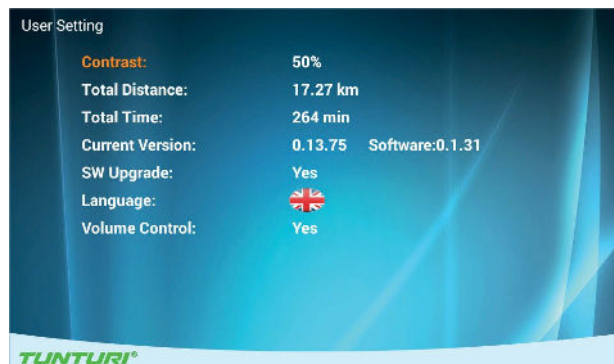 User Setting
Contrast: 50%
Total Distance: 17.27 km
Total Time: 264 min
Current Version: 0.13.75 Software:0.1.31
SW Upgrade: Yes
Language:
Volume Control: Yes
TUNTURI®